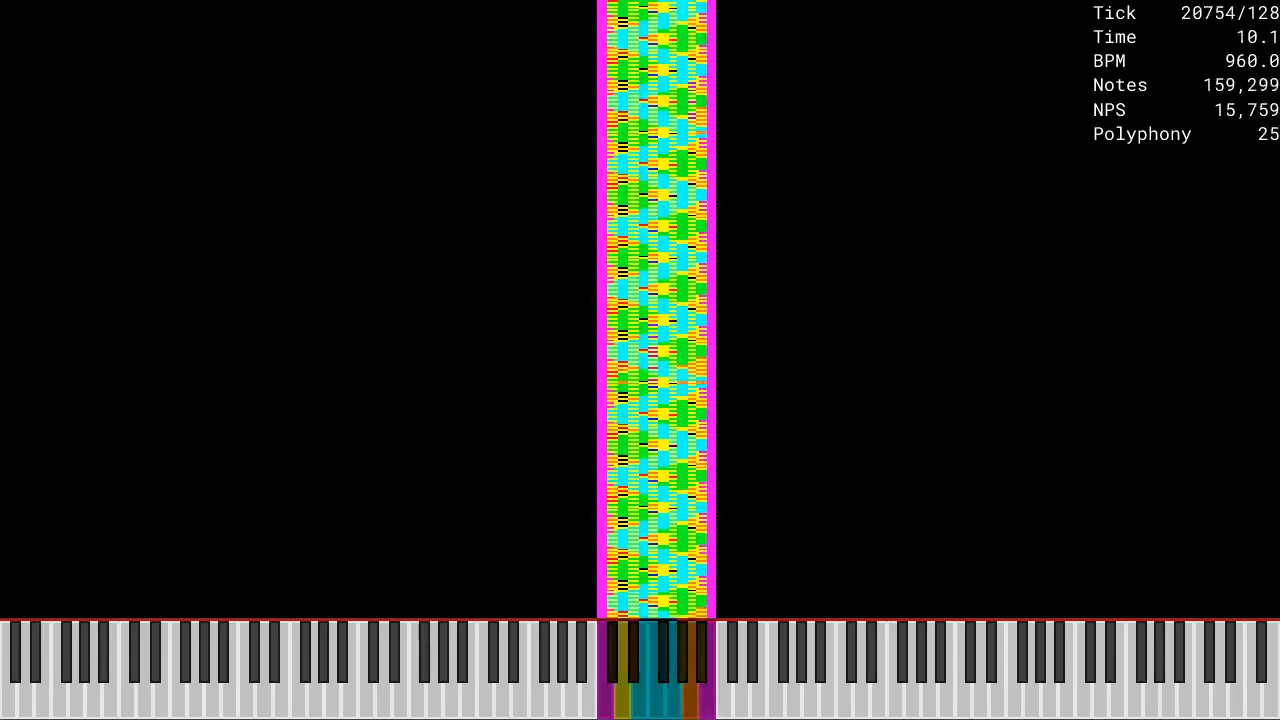 Tick 20754/128
Time 10.1
BPM 960.0
Notes 159,299
NPS 15,759
Polyphony 25